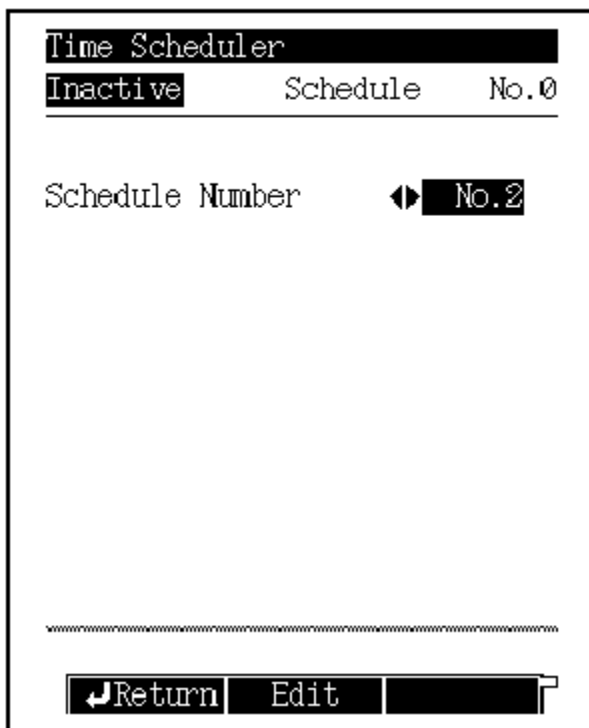 Time Scheduler
Inactive Schedule No.0
Schedule Number No.2
Return Edit